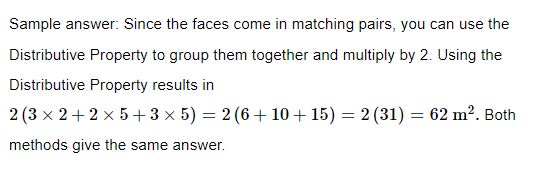 Sample answer: Since the faces come in matching pairs, you can use the
Distributive Property to group them together and multiply by 2. Using the
Distributive Property results in
2 (3 × 2 + 2 × 5 + 3 × 5) = 2 (6 + 10 + 15) = 2 (31) = 62 m². Both
methods give the same answer.